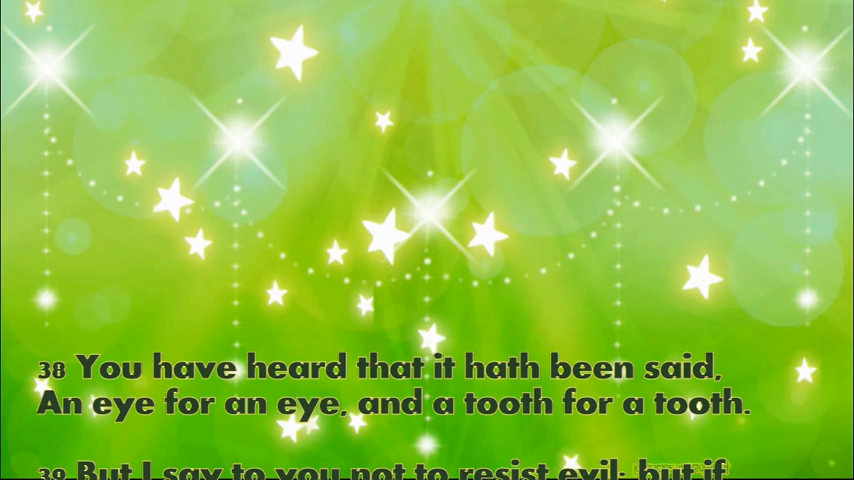 38 You have heard that it hath been said,
An eye for an eye, and a tooth for a tooth.
39 But I say to you not to resist evil: but if